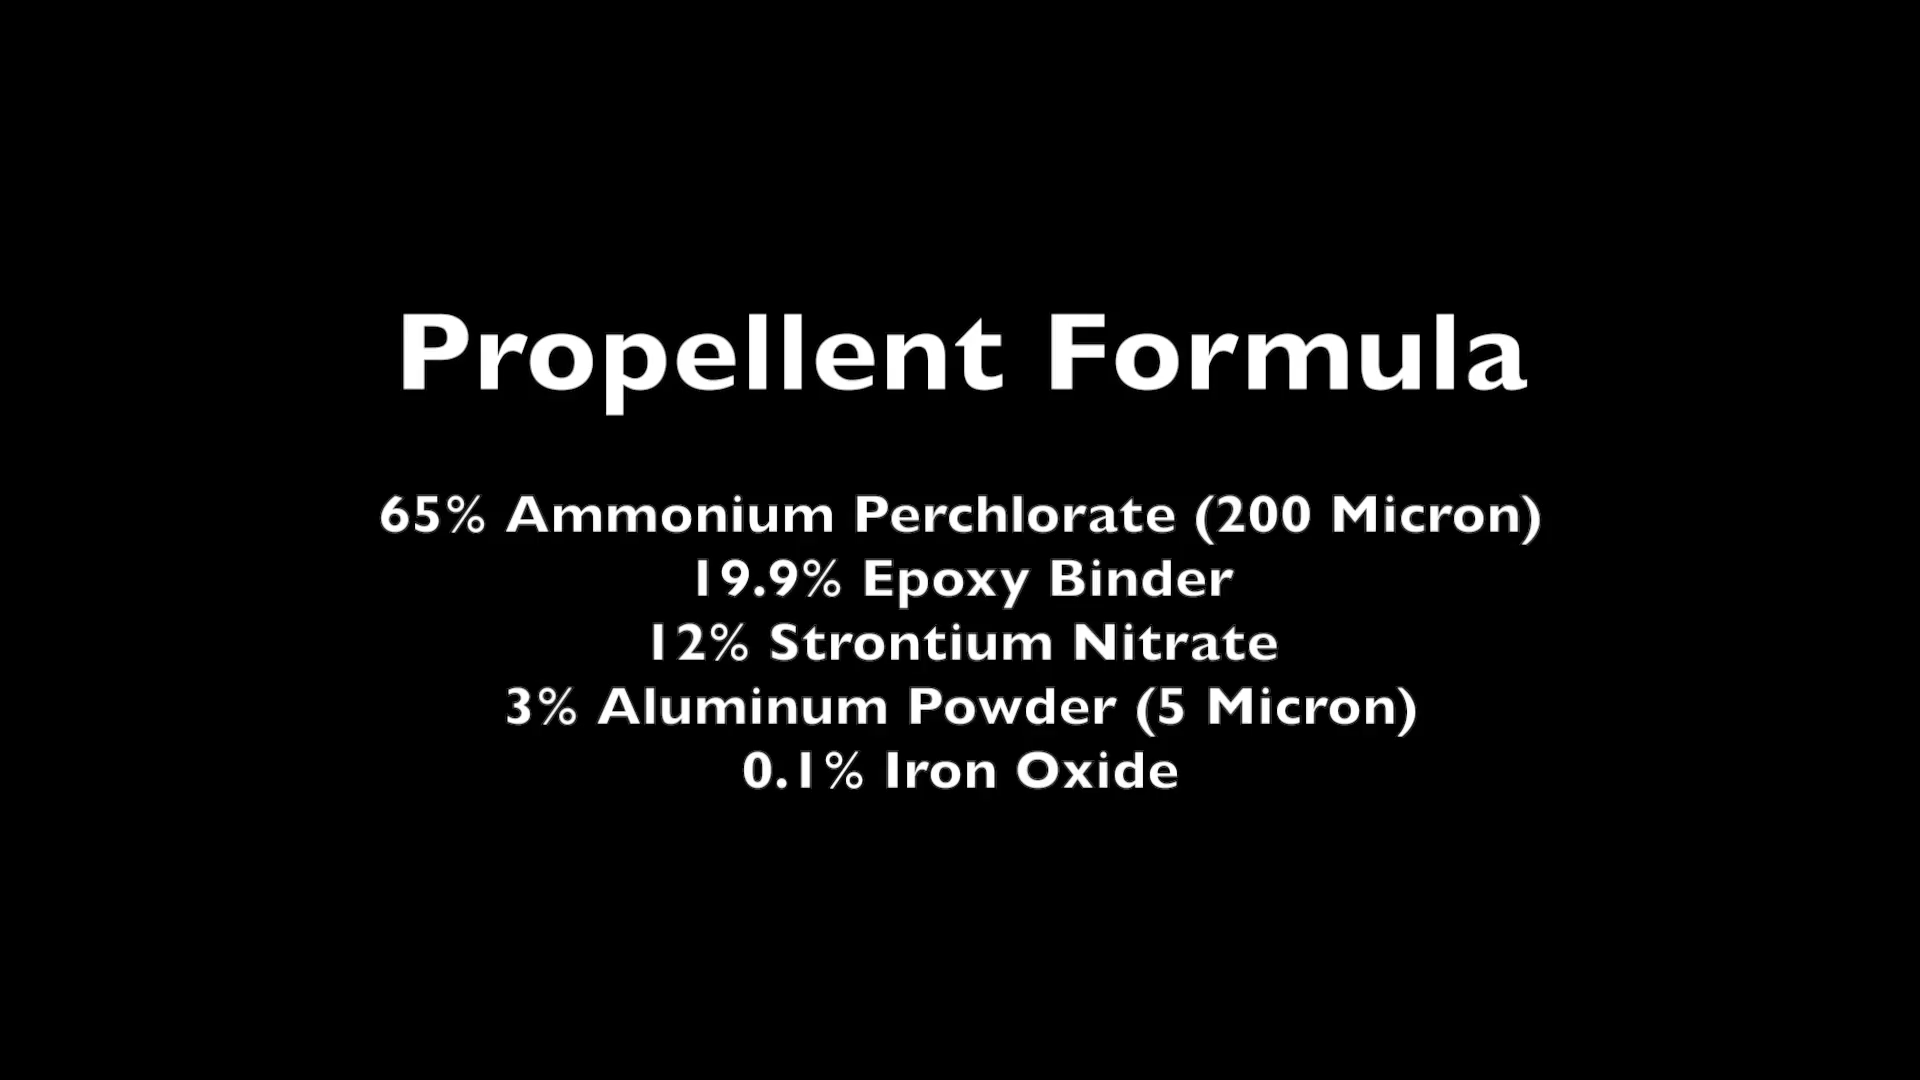 Propellent Formula
65% Ammonium Perchlorate (200 Micron)
19.9% Epoxy Binder
12% Strontium Nitrate
3% Aluminum Powder (5 Micron)
0.1% Iron Oxide